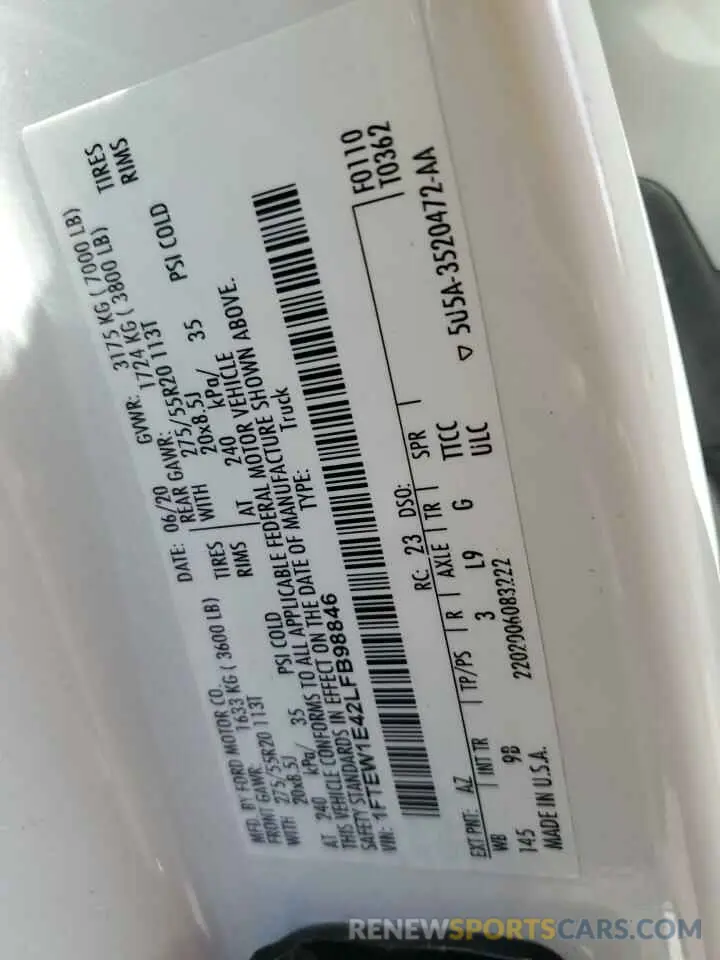 MFD. BY FORD MOTOR CO.
DATE: 06/20 GVWR: 3175 KG ( 7000 LB)
FRONT GAWR: 1633 KG ( 3600 LB)
REAR GAWR: 1724 KG ( 3800 LB)
WITH 275/55R20 113T TIRES
20x8.5J RIMS
WITH 275/55R20 113T TIRES
20x8.5J RIMS
AT 240 kPa/ 35 PSI COLD
AT 240 kPa/ 35 PSI COLD
THIS VEHICLE CONFORMS TO ALL APPLICABLE FEDERAL MOTOR VEHICLE
SAFETY STANDARDS IN EFFECT ON THE DATE OF MANUFACTURE SHOWN ABOVE.
VIN: 1FTEW1E42LFB98846
TYPE: Truck
F0110
T0362
EXT PNT: AZ RC: 23 DSO:
WB INT TR TP/PS R AXLE TR SPR
145 9B 3 L9 G TTCC
ULC
MADE IN U.S.A. 22020006083222
▽ 5U5A-3520472-AA
RENEWSPORTSCARS.COM